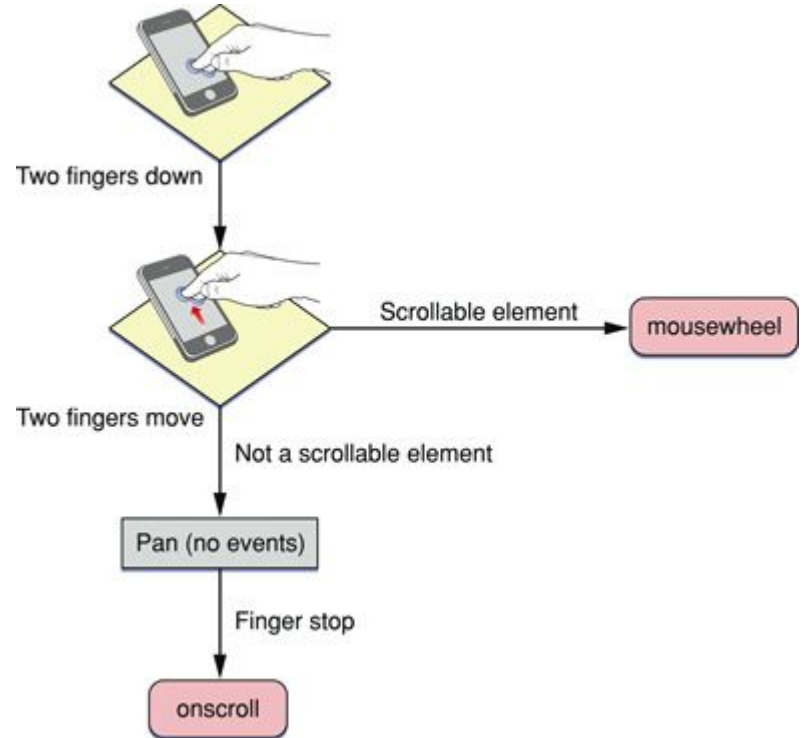 Two fingers down
Scrollable element
mousewheel
Two fingers move
Not a scrollable element
Pan (no events)
Finger stop
onscroll